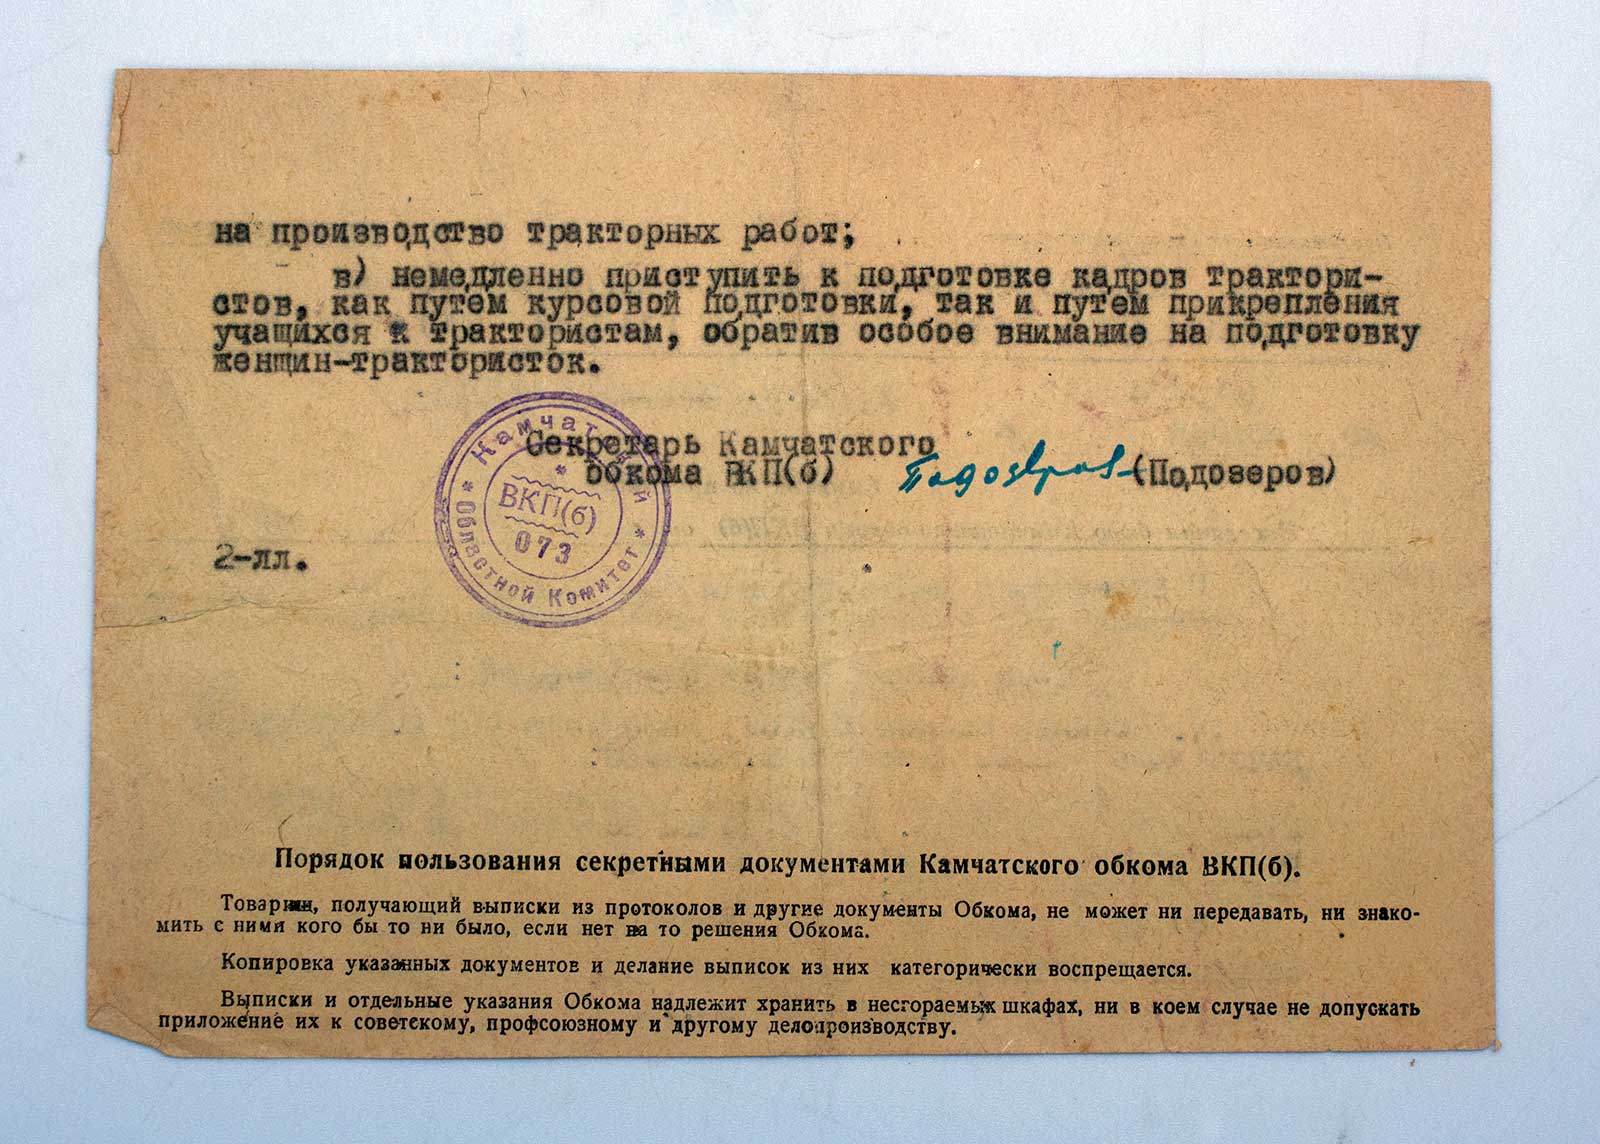 на производство тракторных работ;
в) немедленно приступить к подготовке кадров трактори-
стов, как путем курсовой подготовки, так и путем прикрепления
учащихся к трактористам, обратив особое внимание на подготовку
женщин-трактористок.
Секретарь Камчатского
обкома ВКП(б) Подозеров (Подозеров)
Камчатский
Областной Комитет
ВКП(б)
073
2-лл.
Порядок пользования секретными документами Камчатского обкома ВКП(б).
Товарищ, получающий выписки из протоколов и другие документы Обкома, не может ни передавать, ни знако-
мить с ними кого бы то ни было, если нет на то решения Обкома.
Копировка указанных документов и делание выписок из них категорически воспрещается.
Выписки и отдельные указания Обкома надлежит хранить в несгораемых шкафах, ни в коем случае не допускать
приложение их к советскому, профсоюзному и другому делопроизводству.